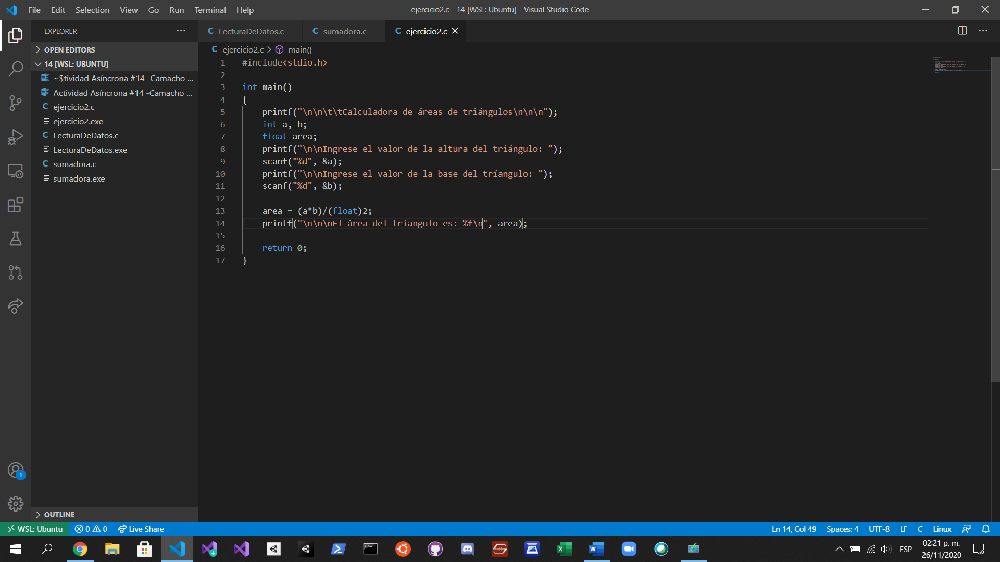 File Edit Selection View Go Run Terminal Help
ejercicio2.c - 14 [WSL: Ubuntu] - Visual Studio Code
EXPLORER
OPEN EDITORS
14 [WSL: UBUNTU]
~$tividad Asíncrona #14 -Camacho ...
Actividad Asíncrona #14 -Camacho ...
ejercicio2.c
ejercicio2.exe
LecturaDeDatos.c
LecturaDeDatos.exe
sumadora.c
sumadora.exe
OUTLINE
LecturaDeDatos.c sumadora.c ejercicio2.c
ejercicio2.c > main()
1 #include<stdio.h>
2
3 int main()
4 {
5 printf("\n\n\t\tCalculadora de áreas de triángulos\n\n\n");
6 int a, b;
7 float area;
8 printf("\n\nIngrese el valor de la altura del triángulo: ");
9 scanf("%d", &a);
10 printf("\n\nIngrese el valor de la base del tríangulo: ");
11 scanf("%d", &b);
12
13 area = (a*b)/(float)2;
14 printf("\n\n\nEl área del tríangulo es: %f\n", area);
15
16 return 0;
17 }
1
WSL: Ubuntu 0 0 Live Share
Ln 14, Col 49 Spaces: 4 UTF-8 LF C Linux
ESP
02:21 p. m.
26/11/2020